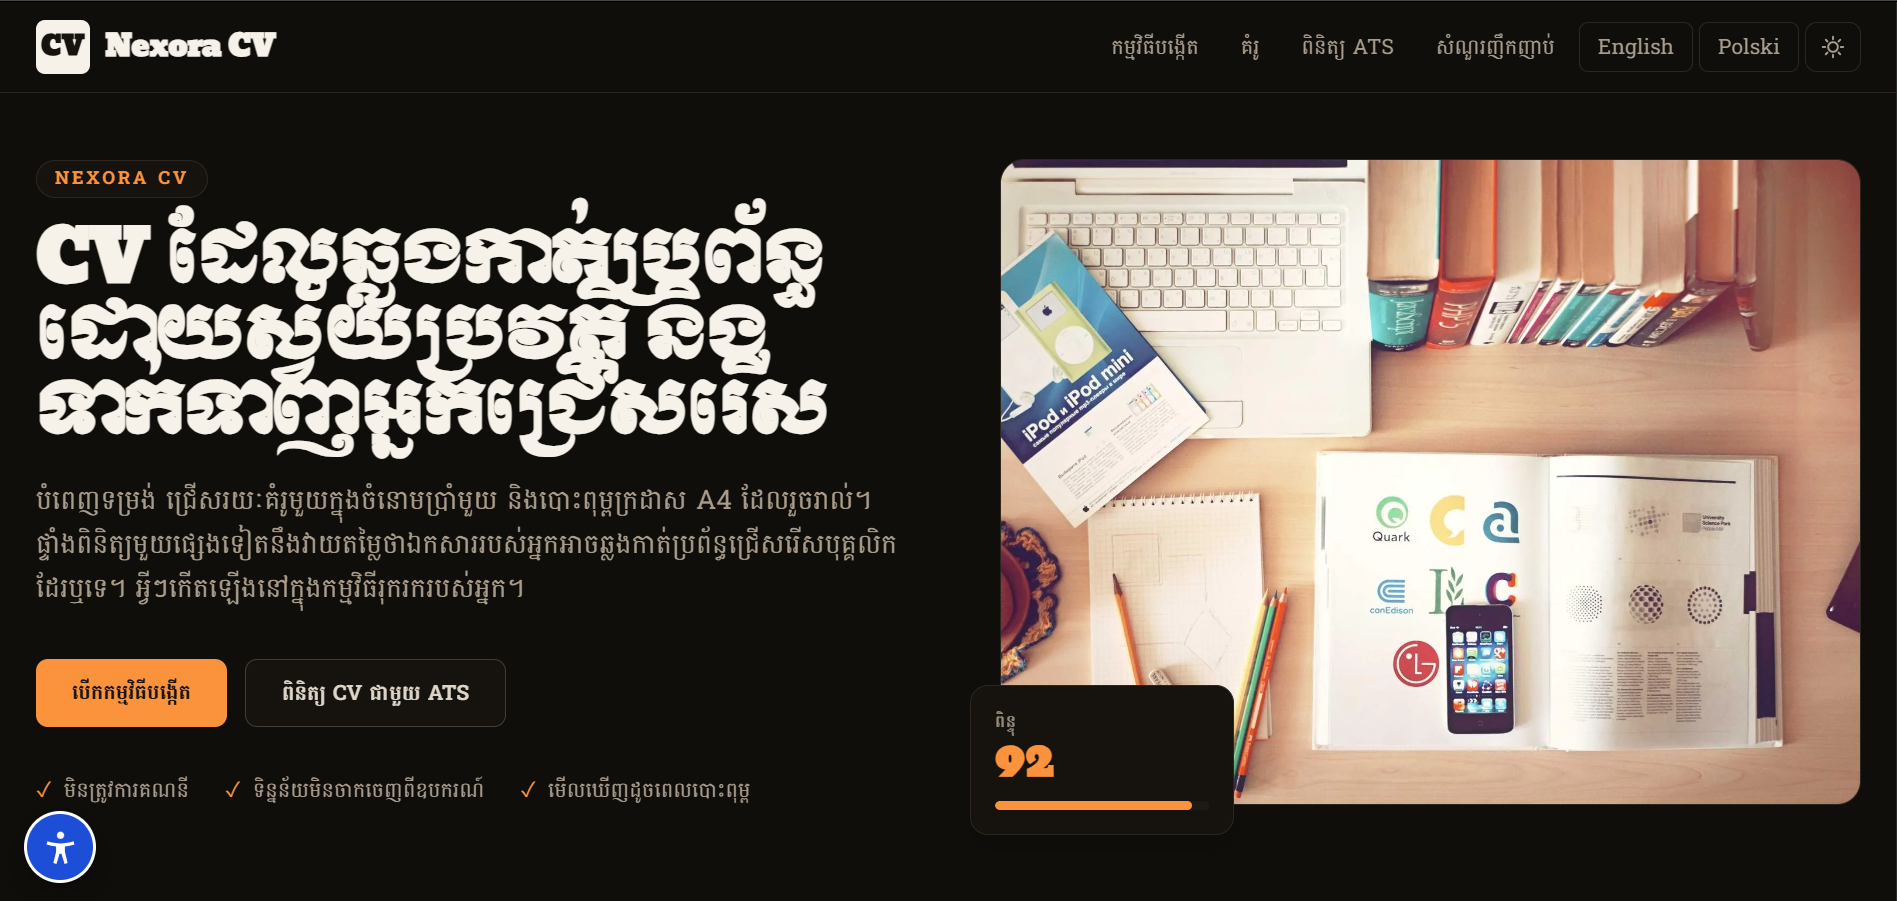 CV Nexora CV
កម្មវិធីបង្កើត គំរូ ពិនិត្យ ATS សំណួរញឹកញាប់ English Polski
NEXORA CV
CV ដែលឆ្លងកាត់ប្រព័ន្ធ
ដោយស្វ័យប្រវត្តិ និង
ទាក់ទាញអ្នកជ្រើសរើស
បំពេញទម្រង់ ជ្រើសរយៈគំរូមួយក្នុងចំនោមប្រាំមួយ និងបោះពុម្ពក្រដាស A4 ដែលរួចរាល់។
ផ្ទាំងពិនិត្យមួយផ្សេងទៀតនឹងវាយតម្លៃថាឯកសាររបស់អ្នកអាចឆ្លងកាត់ប្រព័ន្ធជ្រើសរើសបុគ្គលិក
ដែរឬទេ។ អ្វីៗកើតឡើងនៅក្នុងកម្មវិធីរុករករបស់អ្នក។
បើកកម្មវិធីបង្កើត ពិនិត្យ CV ជាមួយ ATS
✓ មិនត្រូវការគណនី ✓ ទិន្នន័យមិនចាកចេញពីឧបករណ៍ ✓ មើលឃើញដូចពេលបោះពុម្ព
iPod и iPod mini
Quark
conEdison
LG
University
Science Park
ពិន្ទុ
92